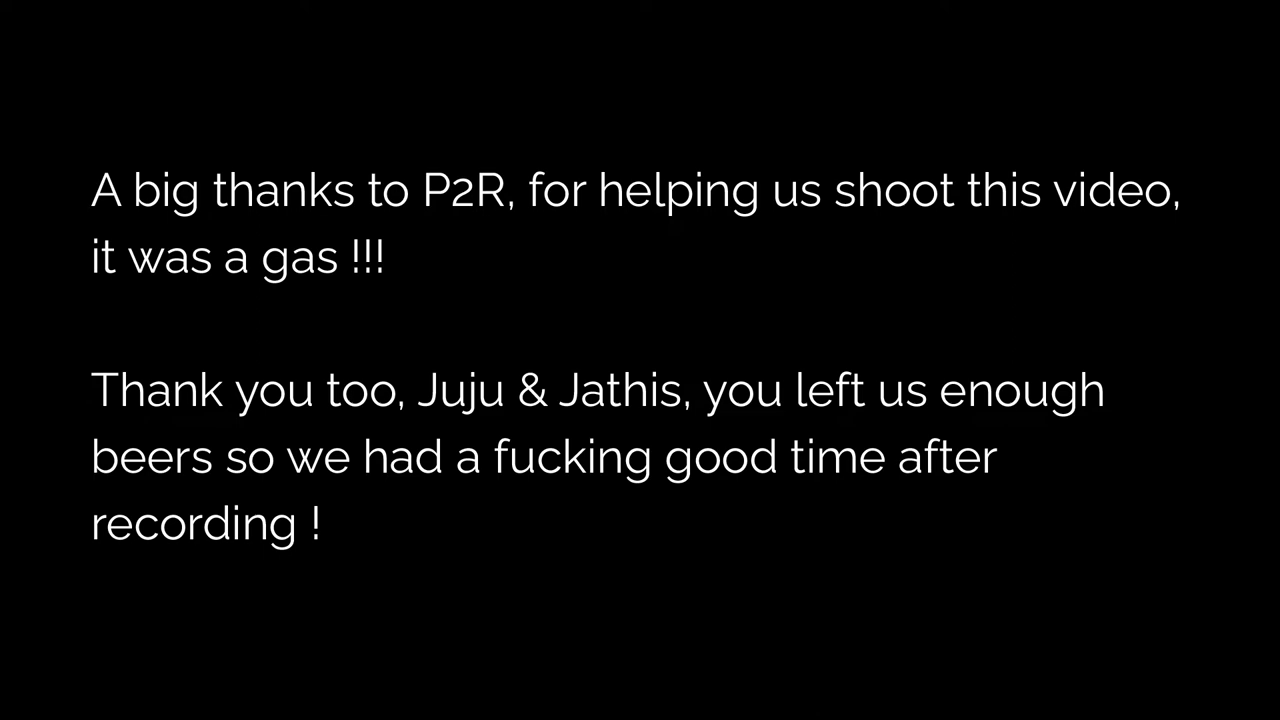 A big thanks to P2R, for helping us shoot this video,
it was a gas !!!
Thank you too, Juju & Jathis, you left us enough
beers so we had a fucking good time after
recording !